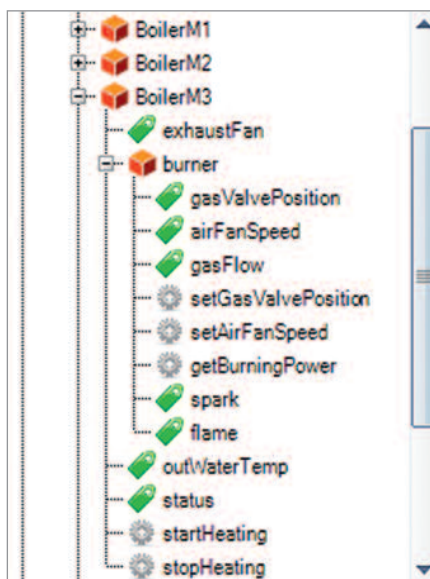 BoilerM1
BoilerM2
BoilerM3
exhaustFan
burner
gasValvePosition
airFanSpeed
gasFlow
setGasValvePosition
setAirFanSpeed
getBurningPower
spark
flame
outWaterTemp
status
startHeating
stopHeating